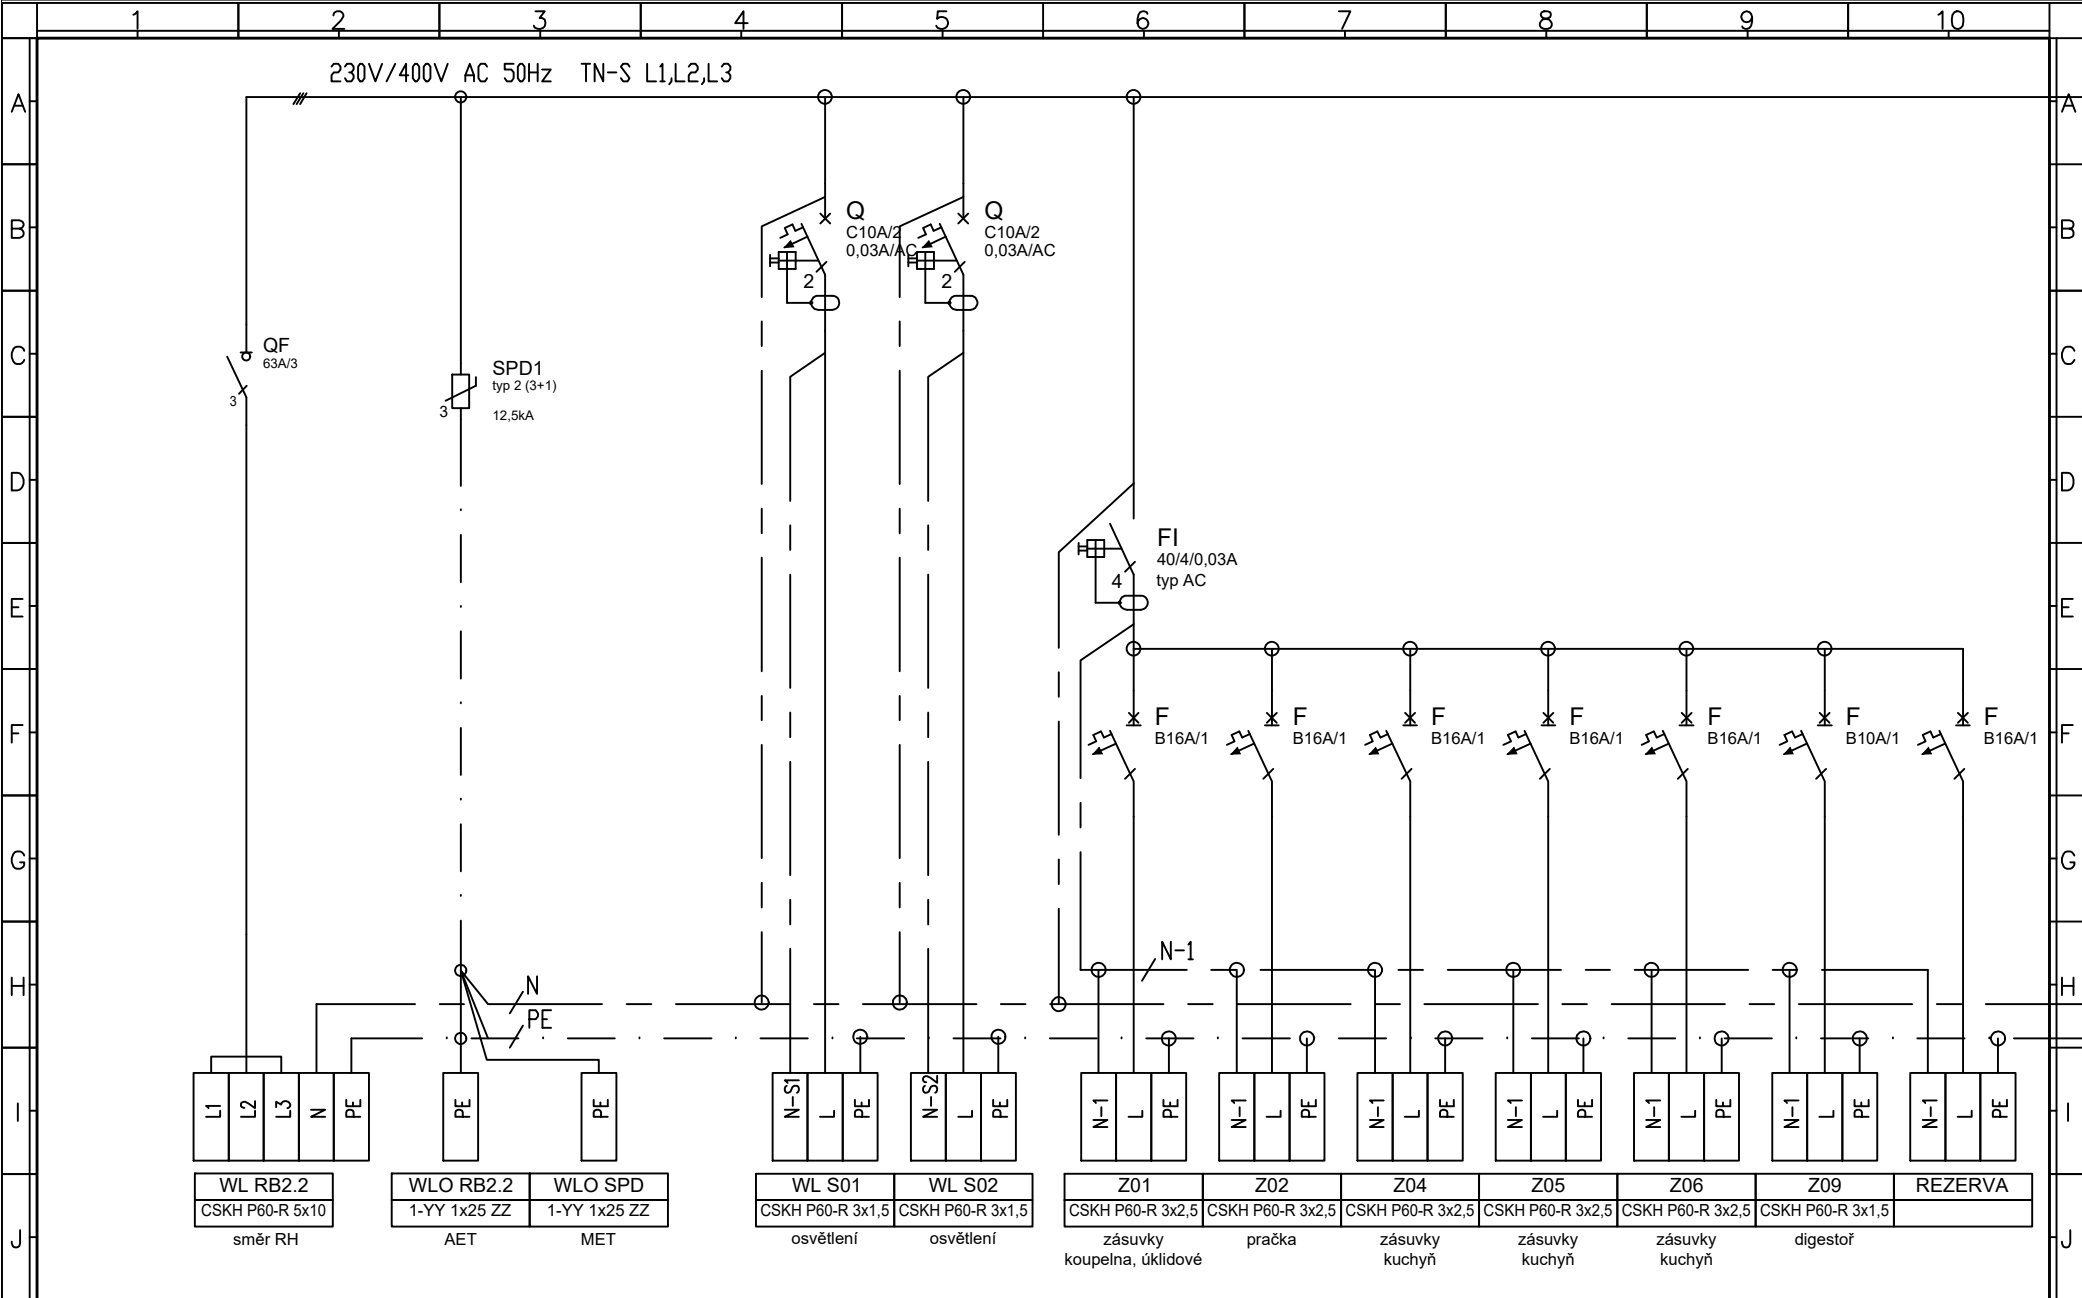 1 2 3 4 5 6 7 8 9 10
230V/400V AC 50Hz TN-S L1,L2,L3
A A
B B
C C
D D
E E
F F
G G
H H
I I
J J
QF
63A/3
3
SPD1
typ 2 (3+1)
12,5kA
3
Q
C10A/2
0,03A/AC
2
Q
C10A/2
0,03A/AC
2
FI
40/4/0,03A
typ AC
4
F
B16A/1
F
B16A/1
F
B16A/1
F
B16A/1
F
B16A/1
F
B10A/1
F
B16A/1
N-1
N
PE
L1 L2 L3 N PE
PE
PE
N-S1 L PE
N-S2 L PE
N-1 L PE
N-1 L PE
N-1 L PE
N-1 L PE
N-1 L PE
N-1 L PE
N-1 L PE
WL RB2.2
CSKH P60-R 5x10
směr RH
WLO RB2.2
1-YY 1x25 ZZ
AET
WLO SPD
1-YY 1x25 ZZ
MET
WL S01
CSKH P60-R 3x1,5
osvětlení
WL S02
CSKH P60-R 3x1,5
osvětlení
Z01
CSKH P60-R 3x2,5
zásuvky
koupelna, úklidové
Z02
CSKH P60-R 3x2,5
pračka
Z04
CSKH P60-R 3x2,5
zásuvky
kuchyň
Z05
CSKH P60-R 3x2,5
zásuvky
kuchyň
Z06
CSKH P60-R 3x2,5
zásuvky
kuchyň
Z09
CSKH P60-R 3x1,5
digestoř
REZERVA